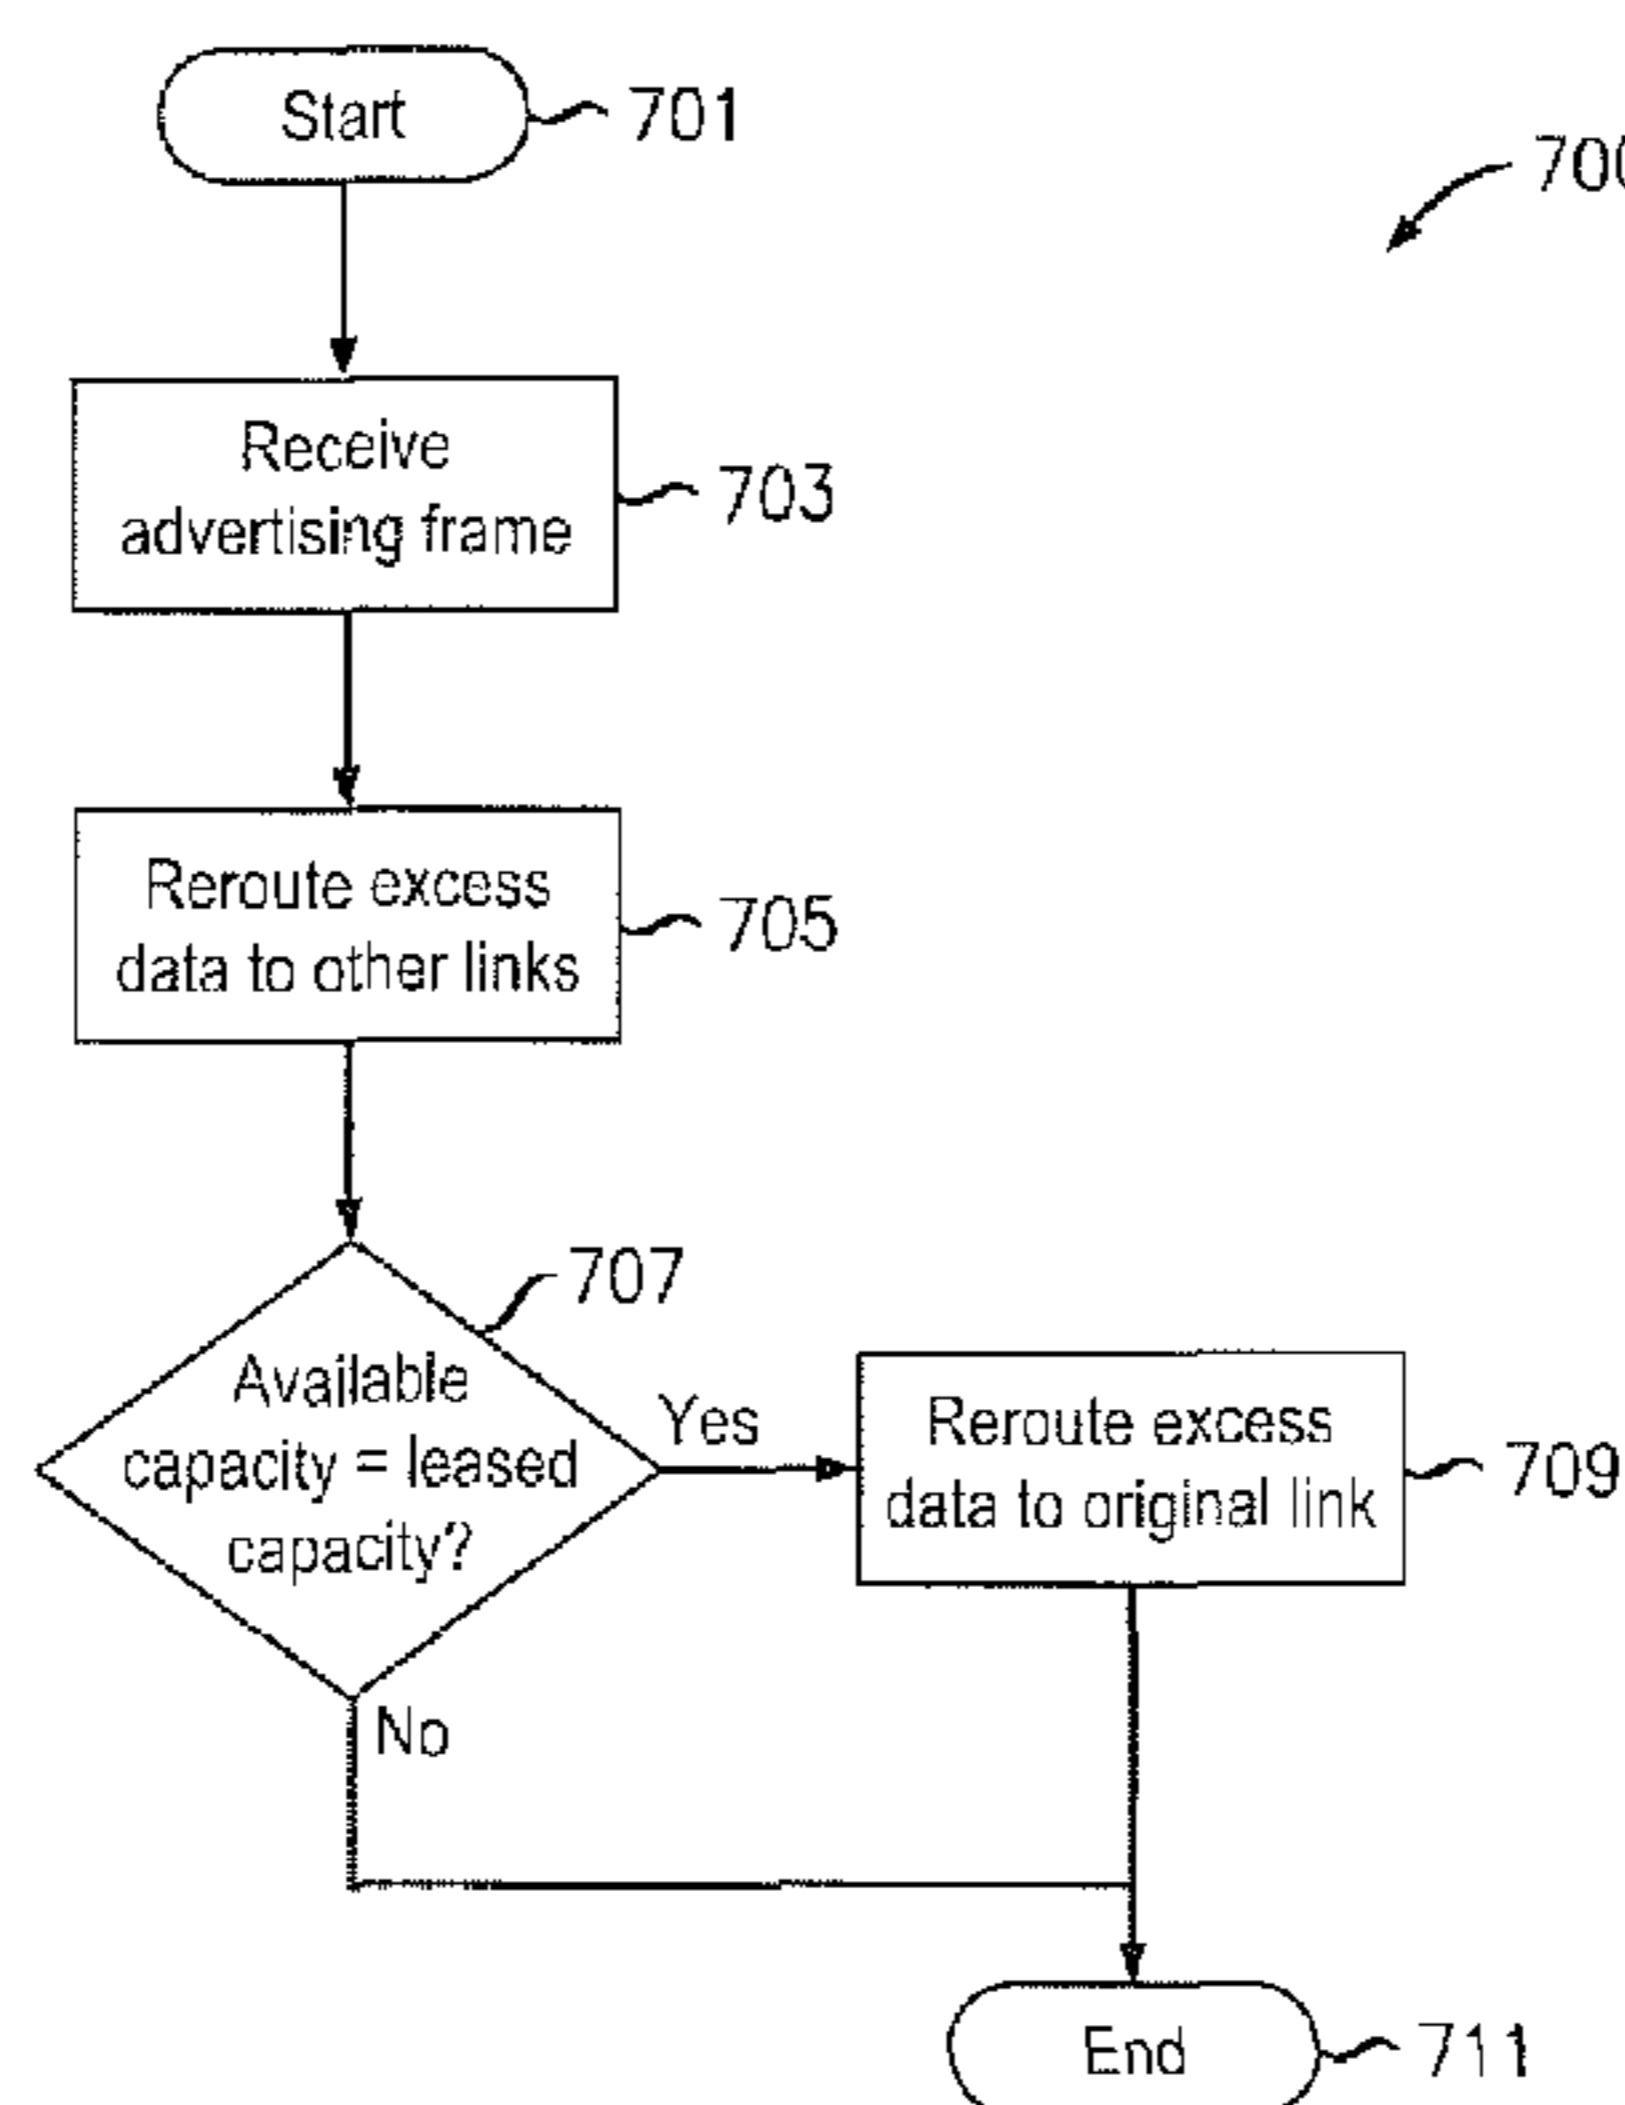 Start
701
700
Receive
advertising frame
703
Reroute excess
data to other links
705
707
Available
capacity = leased
capacity?
Yes
Reroute excess
data to original link
709
No
End
711